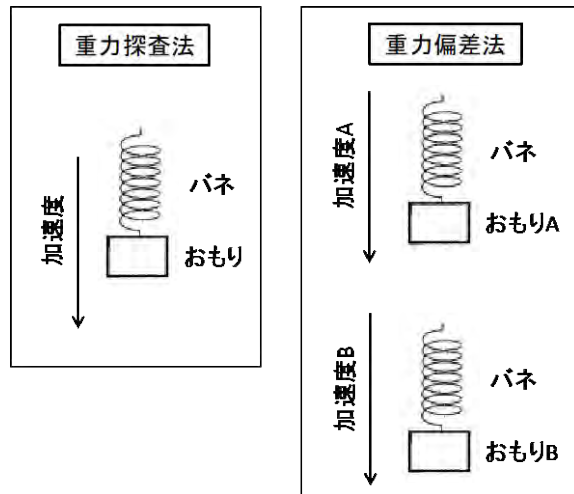 重力探査法
加速度
バネ
おもり
重力偏差法
加速度A
バネ
おもりA
加速度B
バネ
おもりB